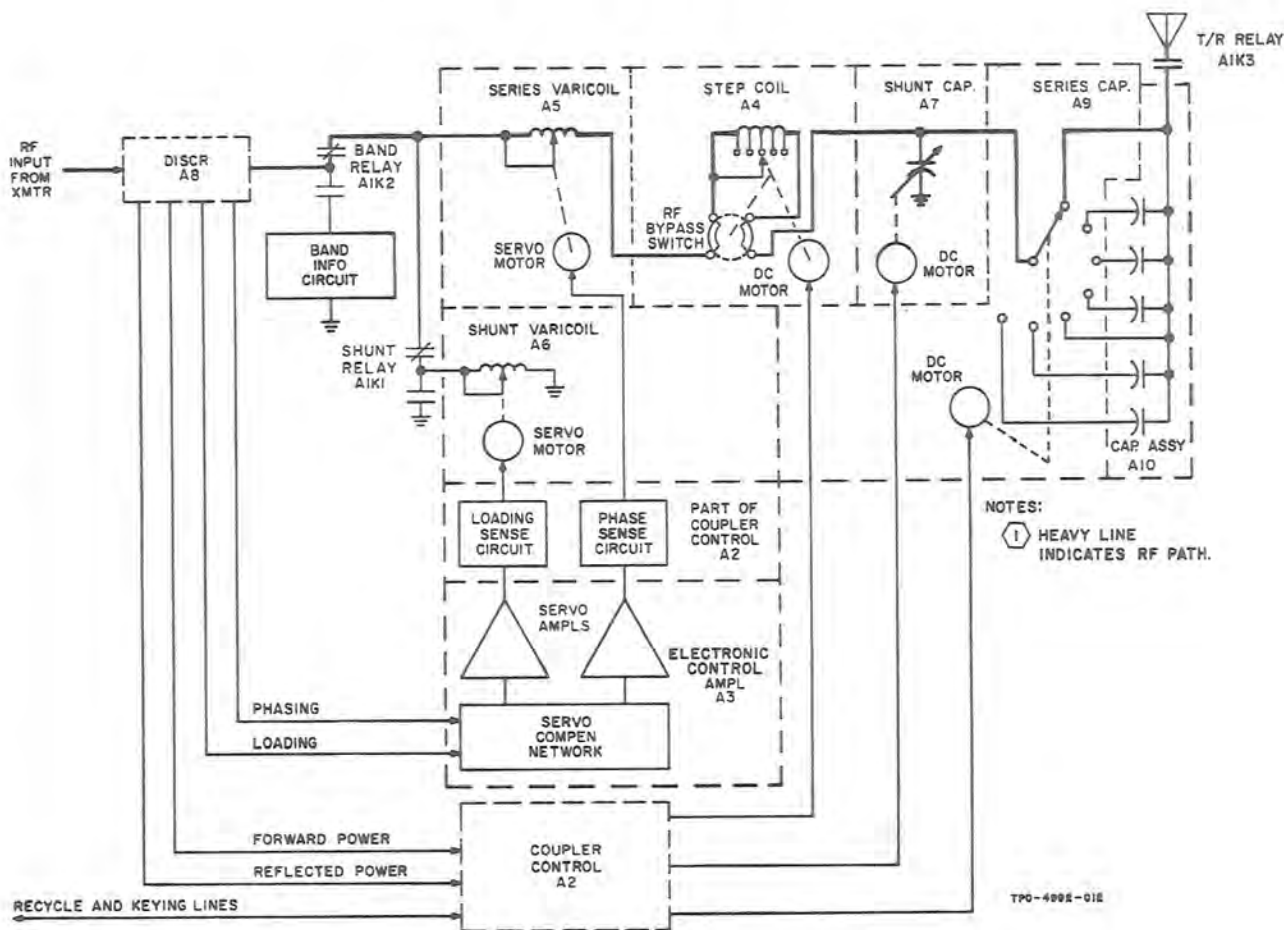 T/R RELAY
A1K3
SERIES VARICOIL
A5
STEP COIL
A4
SHUNT CAP.
A7
SERIES CAP.
A9
RF
INPUT
FROM
XMTR
DISCR
A8
BAND
RELAY
A1K2
BAND
INFO
CIRCUIT
SERVO
MOTOR
RF
BYPASS
SWITCH
DC
MOTOR
DC
MOTOR
SHUNT
RELAY
A1K1
SHUNT VARICOIL
A6
SERVO
MOTOR
DC
MOTOR
CAP. ASSY
A10
LOADING
SENSE
CIRCUIT
PHASE
SENSE
CIRCUIT
PART OF
COUPLER
CONTROL
A2
NOTES:
1 HEAVY LINE
INDICATES RF PATH.
SERVO
AMPLS
ELECTRONIC
CONTROL
AMPL
A3
PHASING
LOADING
SERVO
COMPEN
NETWORK
FORWARD POWER
REFLECTED POWER
RECYCLE AND KEYING LINES
COUPLER
CONTROL
A2